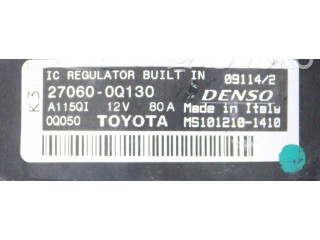 IC REGULATOR BUILT IN 09114/2
27060-0Q130 DENSO
A115QI 12V 80A Made in Italy
0Q050 TOYOTA MS101210-1410
K3